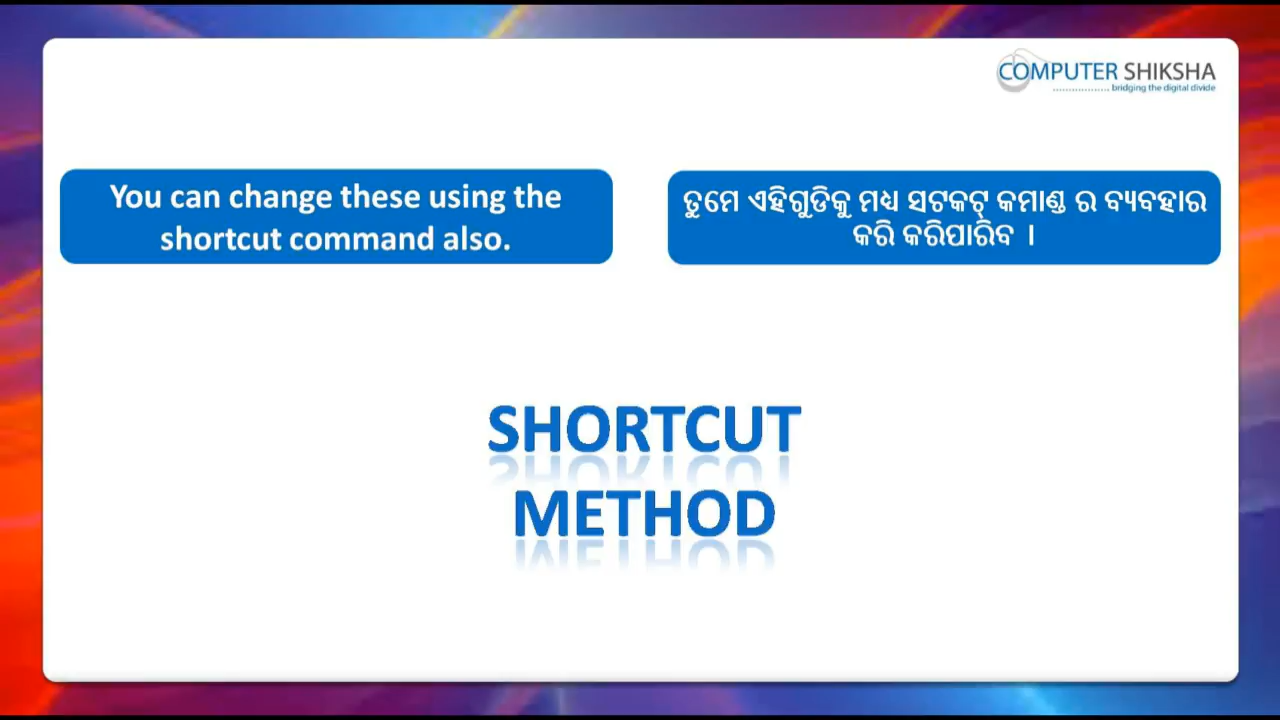 COMPUTER SHIKSHA
bridging the digital divide
You can change these using the
shortcut command also.
ତୁମେ ଏହିଗୁଡିକୁ ମଧ୍ୟ ସଟକଟ୍ କମାଣ୍ଡ ର ବ୍ୟବହାର
କରି କରିପାରିବ ।
SHORTCUT
METHOD